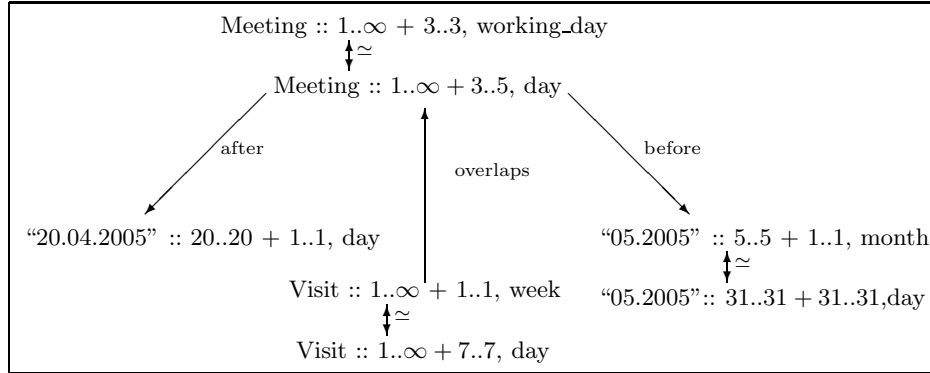 Meeting :: 1..∞ + 3..3, working_day
≃
Meeting :: 1..∞ + 3..5, day
after
before
overlaps
“20.04.2005” :: 20..20 + 1..1, day
“05.2005” :: 5..5 + 1..1, month
≃
Visit :: 1..∞ + 1..1, week
“05.2005”:: 31..31 + 31..31,day
≃
Visit :: 1..∞ + 7..7, day